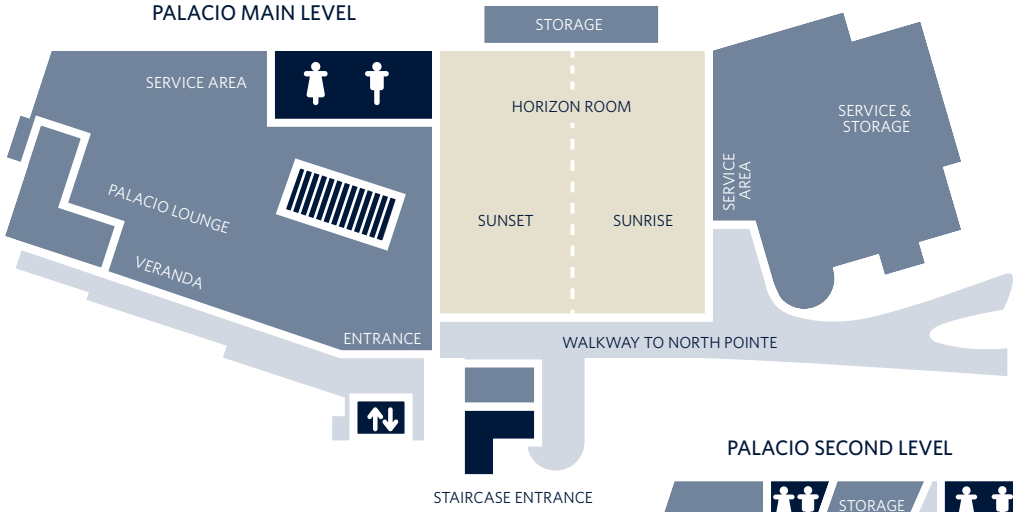 PALACIO MAIN LEVEL
STORAGE
SERVICE AREA
HORIZON ROOM
SERVICE &
STORAGE
SERVICE
AREA
PALACIO LOUNGE
SUNSET
SUNRISE
VERANDA
ENTRANCE
WALKWAY TO NORTH POINTE
PALACIO SECOND LEVEL
STAIRCASE ENTRANCE
STORAGE